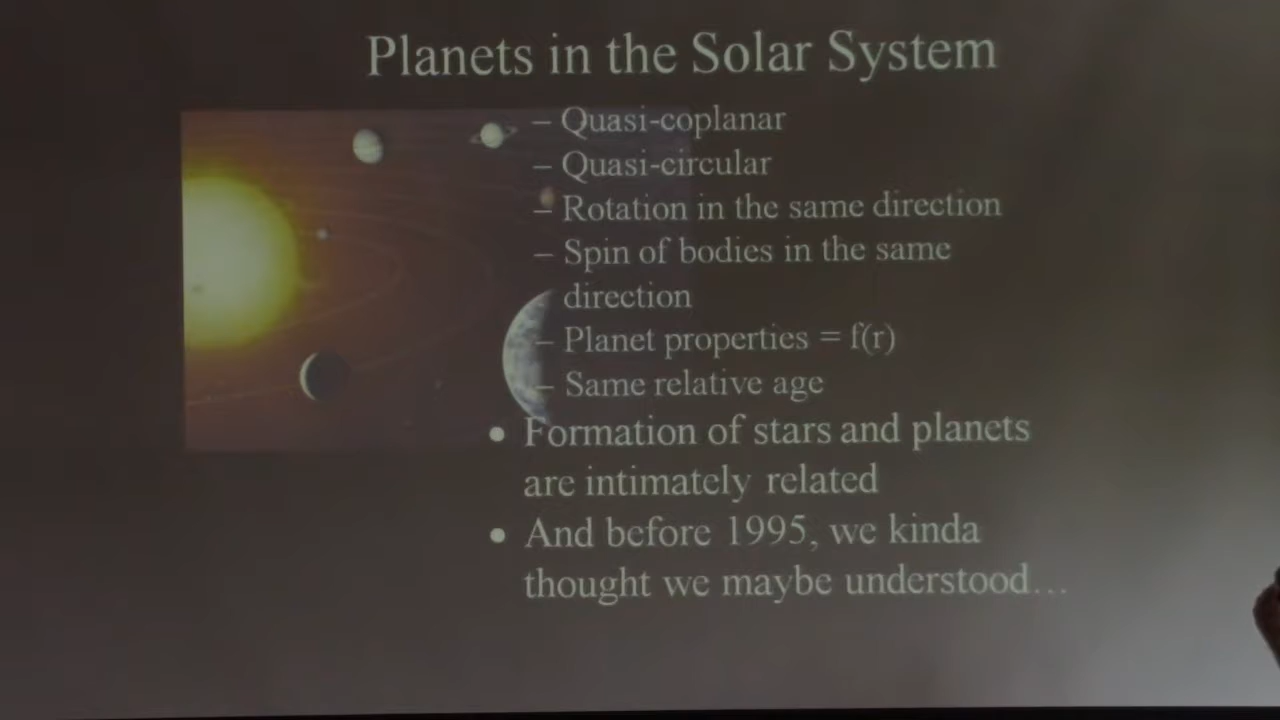 Planets in the Solar System
– Quasi-coplanar
– Quasi-circular
– Rotation in the same direction
– Spin of bodies in the same
direction
– Planet properties = f(r)
– Same relative age
• Formation of stars and planets
are intimately related
• And before 1995, we kinda
thought we maybe understood…